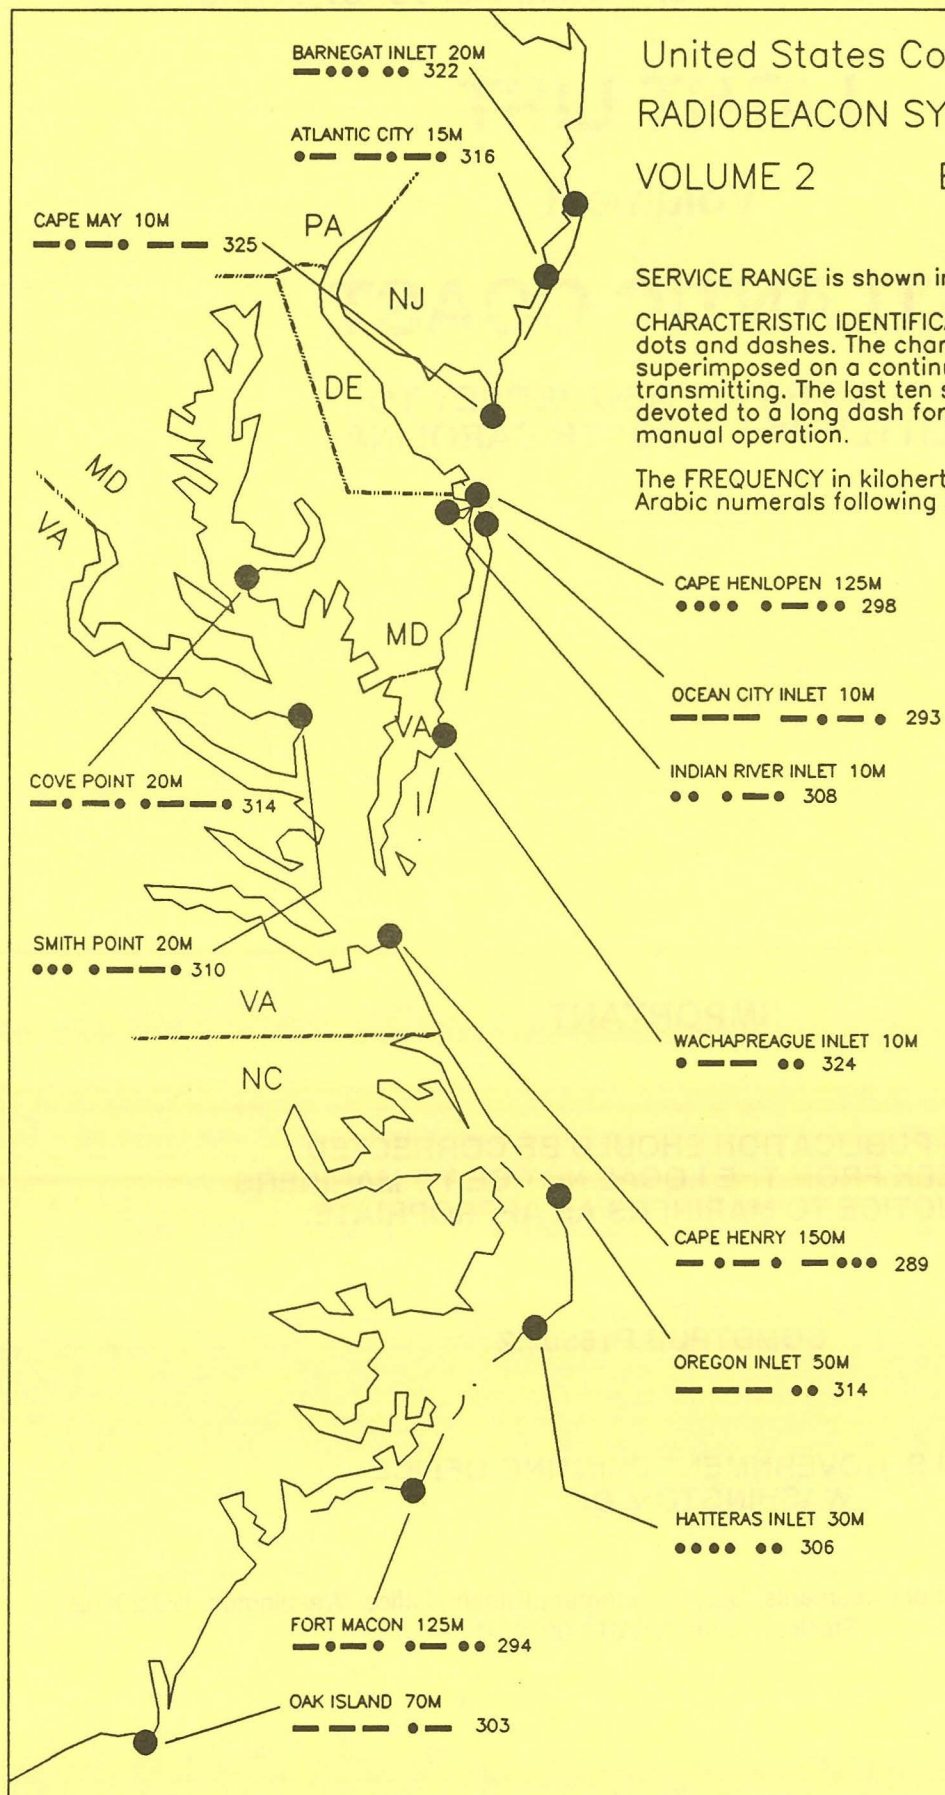 United States Co
RADIOBEACON SY
VOLUME 2
SERVICE RANGE is shown in
CHARACTERISTIC IDENTIFICA
dots and dashes. The char
superimposed on a continu
transmitting. The last ten s
devoted to a long dash for
manual operation.
The FREQUENCY in kilohert
Arabic numerals following
BARNEGAT INLET 20M
322
ATLANTIC CITY 15M
316
CAPE MAY 10M
325
PA
NJ
DE
MD
VA
MD
VA
CAPE HENLOPEN 125M
298
OCEAN CITY INLET 10M
293
INDIAN RIVER INLET 10M
308
COVE POINT 20M
314
SMITH POINT 20M
310
VA
NC
WACHAPREAGUE INLET 10M
324
CAPE HENRY 150M
289
OREGON INLET 50M
314
HATTERAS INLET 30M
306
FORT MACON 125M
294
OAK ISLAND 70M
303